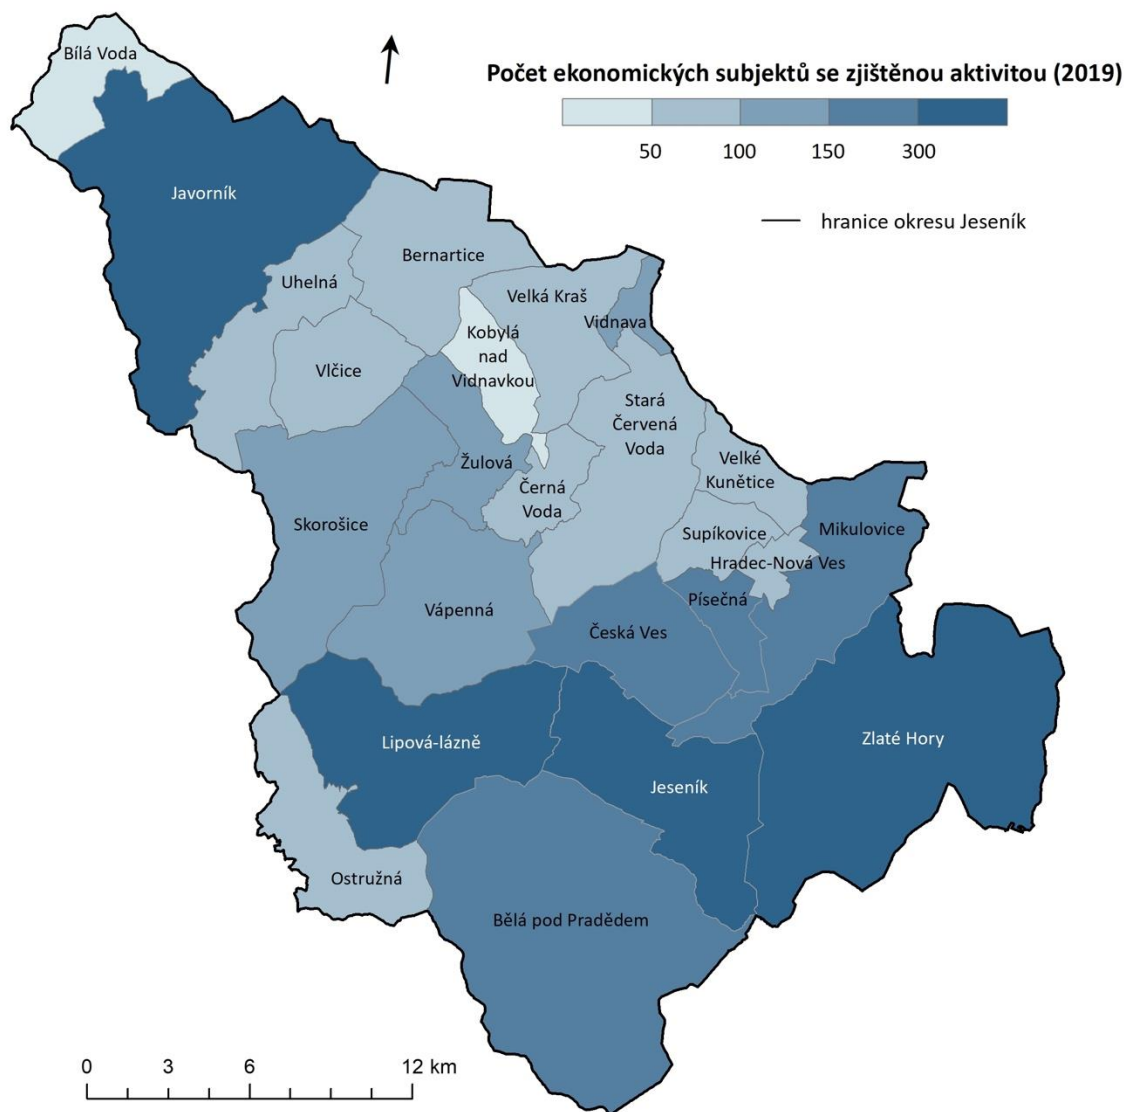 Bílá Voda
Počet ekonomických subjektů se zjištěnou aktivitou (2019)
50 100 150 300
hranice okresu Jeseník
Javorník
Bernartice
Uhelná
Velká Kraš
Vidnava
Kobylá
nad
Vidnavkou
Vlčice
Stará
Červená
Voda
Žulová
Velké
Kunětice
Černá
Voda
Skorošice
Supíkovice
Mikulovice
Hradec-Nová Ves
Písečná
Vápenná
Česká Ves
Lipová-lázně
Zlaté Hory
Jeseník
Ostružná
Bělá pod Pradědem
0 3 6 12 km